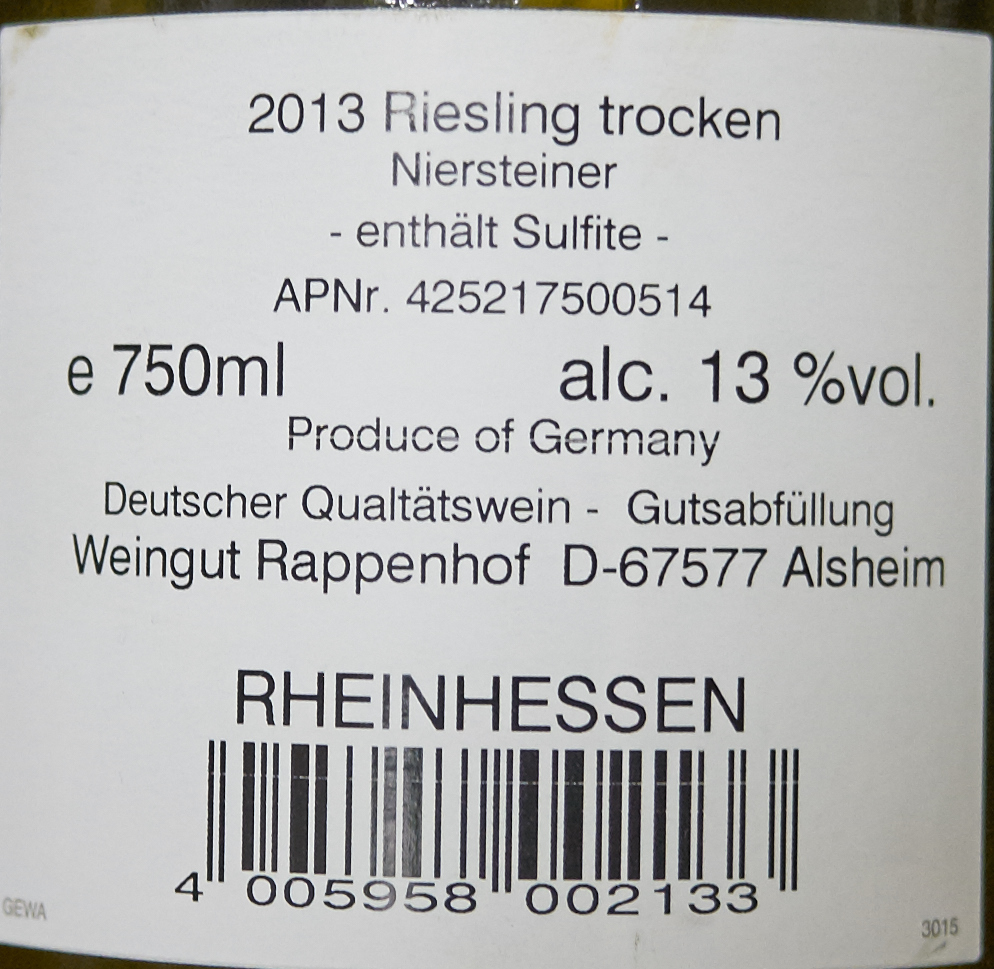 2013 Riesling trocken
Niersteiner
- enthält Sulfite -
APNr. 425217500514
e 750ml alc. 13 %vol.
Produce of Germany
Deutscher Qualtätswein - Gutsabfüllung
Weingut Rappenhof D-67577 Alsheim
RHEINHESSEN
4 005958 002133
GEWA 3015